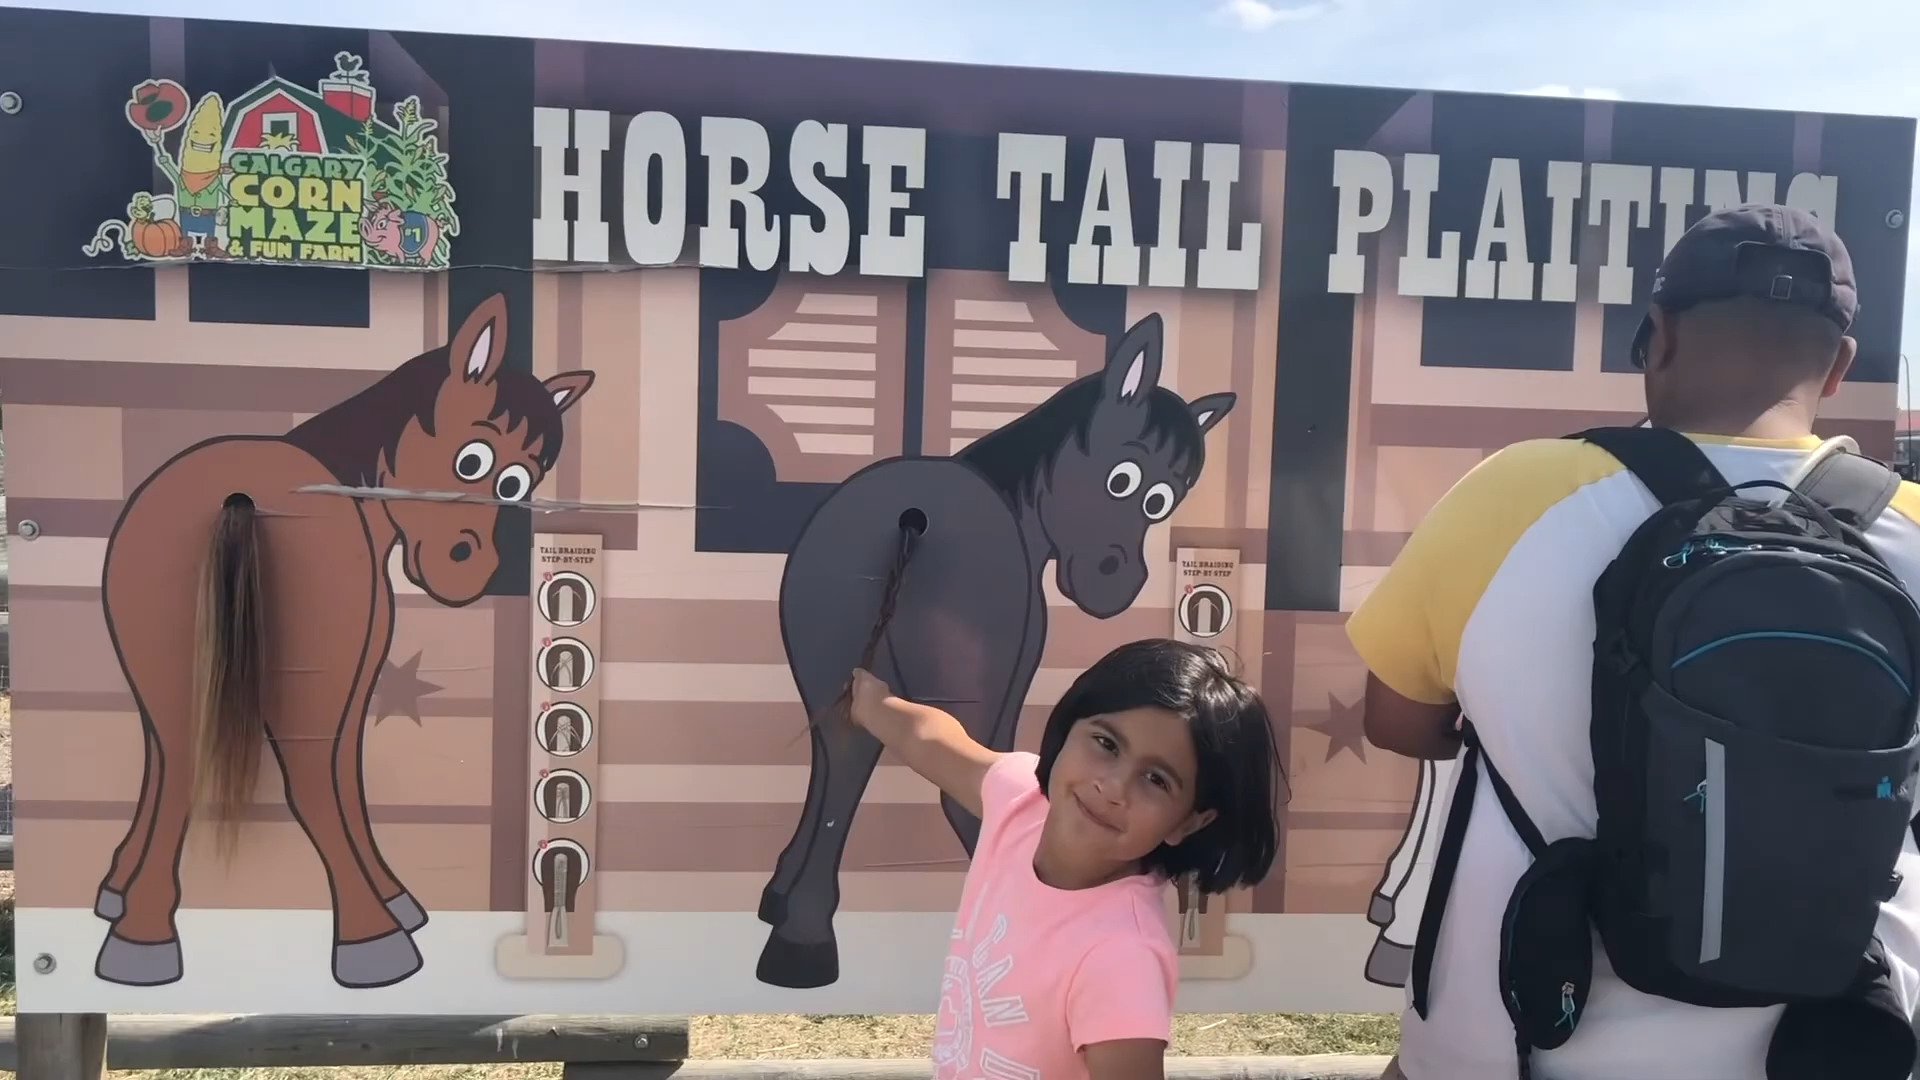 CALGARY
CORN
MAZE
& FUN FARM
#1
HORSE TAIL PLAITING
TAIL BRAIDING
STEP-BY-STEP
TAIL BRAIDING
STEP-BY-STEP
CAN